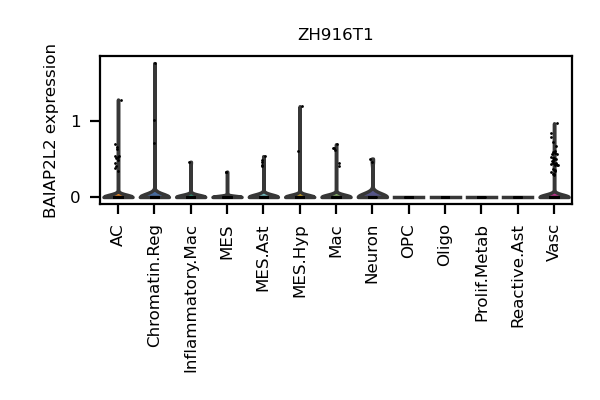 ZH916T1
BAIAP2L2 expression
1
0
AC
Chromatin.Reg
Inflammatory.Mac
MES
MES.Ast
MES.Hyp
Mac
Neuron
OPC
Oligo
Prolif.Metab
Reactive.Ast
Vasc